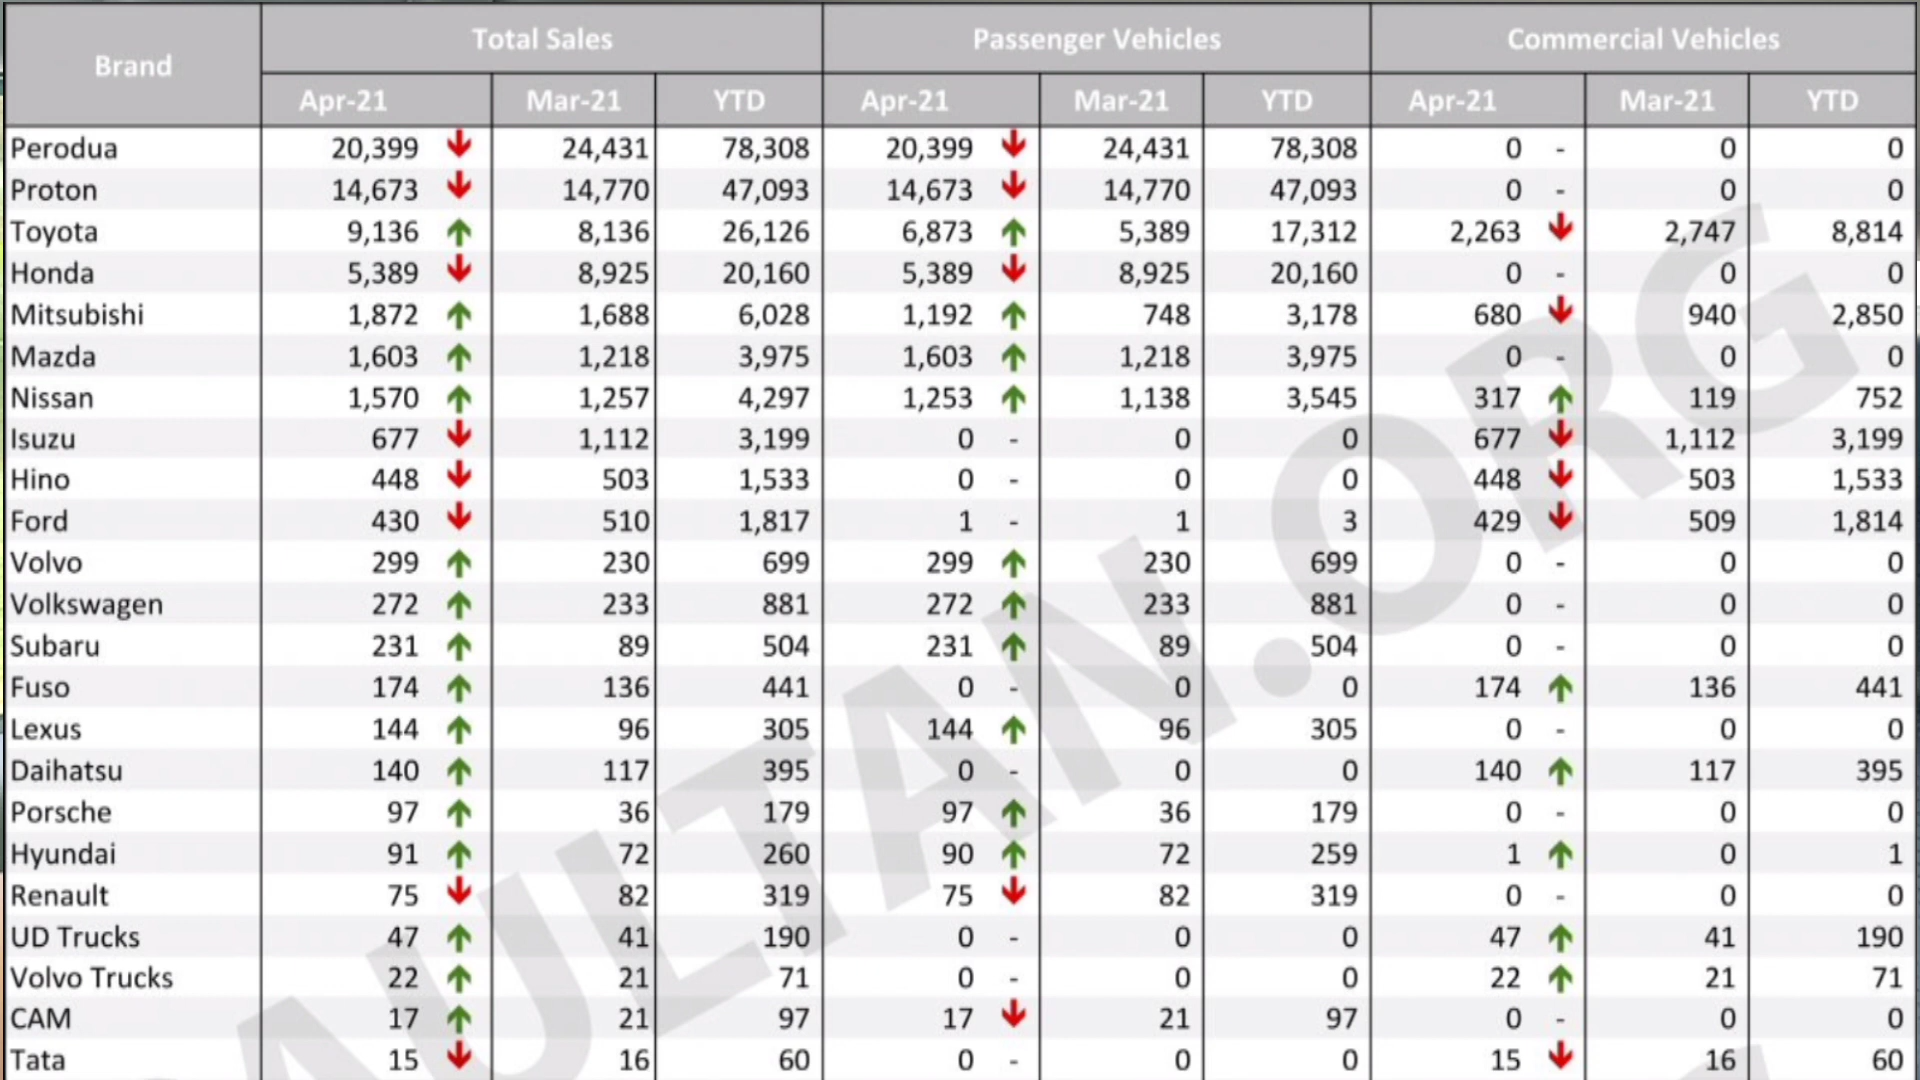 Brand Total Sales Passenger Vehicles Commercial Vehicles
Apr-21 Mar-21 YTD Apr-21 Mar-21 YTD Apr-21 Mar-21 YTD
Perodua 20,399 24,431 78,308 20,399 24,431 78,308 0 - 0 0
Proton 14,673 14,770 47,093 14,673 14,770 47,093 0 - 0 0
Toyota 9,136 8,136 26,126 6,873 5,389 17,312 2,263 2,747 8,814
Honda 5,389 8,925 20,160 5,389 8,925 20,160 0 - 0 0
Mitsubishi 1,872 1,688 6,028 1,192 748 3,178 680 940 2,850
Mazda 1,603 1,218 3,975 1,603 1,218 3,975 0 - 0 0
Nissan 1,570 1,257 4,297 1,253 1,138 3,545 317 119 752
Isuzu 677 1,112 3,199 0 - 0 0 677 1,112 3,199
Hino 448 503 1,533 0 - 0 0 448 503 1,533
Ford 430 510 1,817 1 - 1 3 429 509 1,814
Volvo 299 230 699 299 230 699 0 - 0 0
Volkswagen 272 233 881 272 233 881 0 - 0 0
Subaru 231 89 504 231 89 504 0 - 0 0
Fuso 174 136 441 0 - 0 0 174 136 441
Lexus 144 96 305 144 96 305 0 - 0 0
Daihatsu 140 117 395 0 - 0 0 140 117 395
Porsche 97 36 179 97 36 179 0 - 0 0
Hyundai 91 72 260 90 72 259 1 0 1
Renault 75 82 319 75 82 319 0 - 0 0
UD Trucks 47 41 190 0 - 0 0 47 41 190
Volvo Trucks 22 21 71 0 - 0 0 22 21 71
CAM 17 21 97 17 21 97 0 - 0 0
Tata 15 16 60 0 - 0 0 15 16 60
AULTAN.ORG